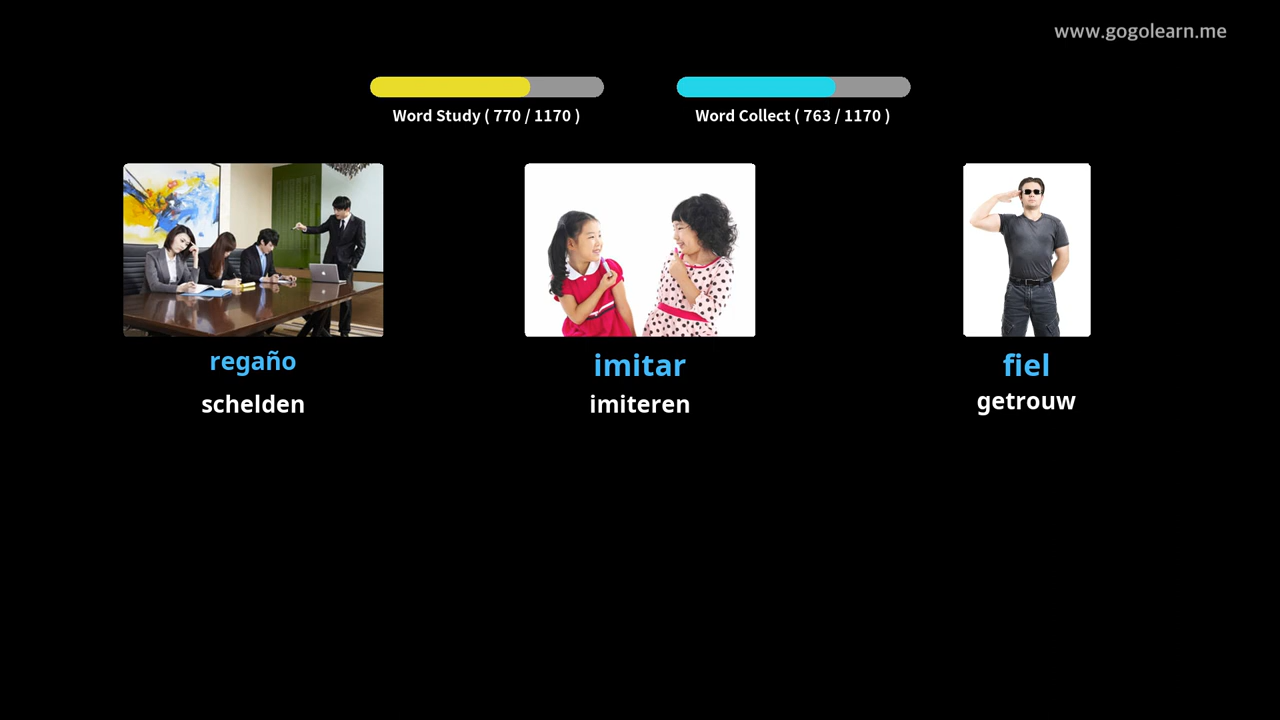 www.gogolearn.me
Word Study ( 770 / 1170 )
Word Collect ( 763 / 1170 )
regaño
imitar
fiel
schelden
imiteren
getrouw